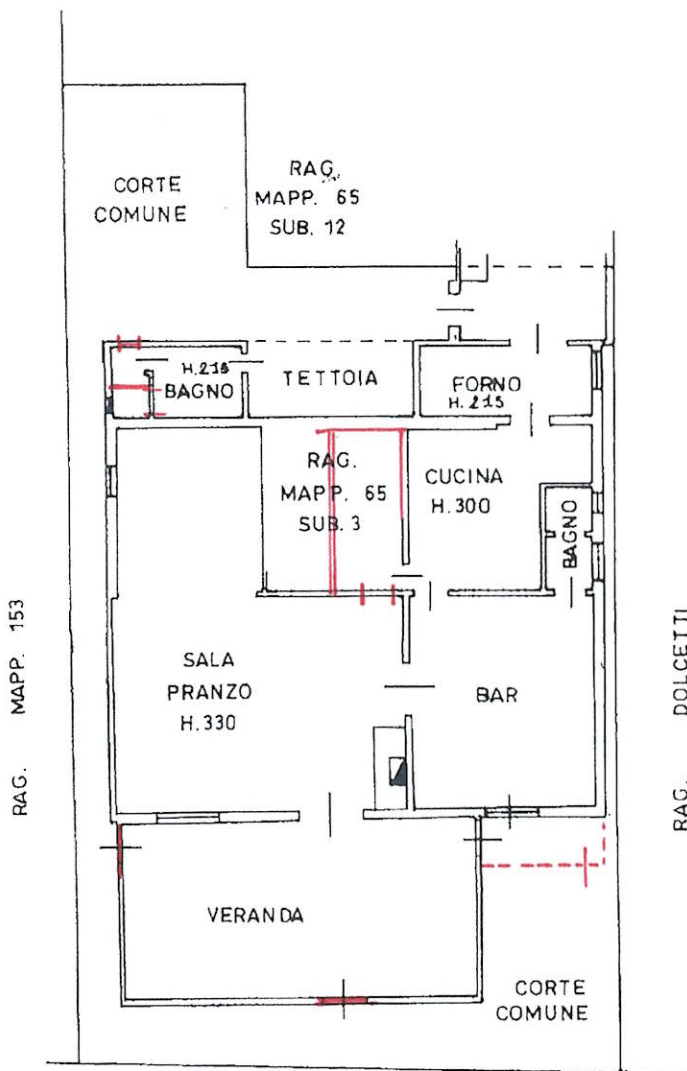 CORTE
COMUNE
RAG.
MAPP. 65
SUB. 12
H.215
BAGNO
TETTOIA
FORNO
H.215
RAG.
MAPP. 65
SUB. 3
CUCINA
H.300
BAGNO
RAG. MAPP. 153
SALA
PRANZO
H.330
BAR
RAG. DOLCETTI
VERANDA
CORTE
COMUNE